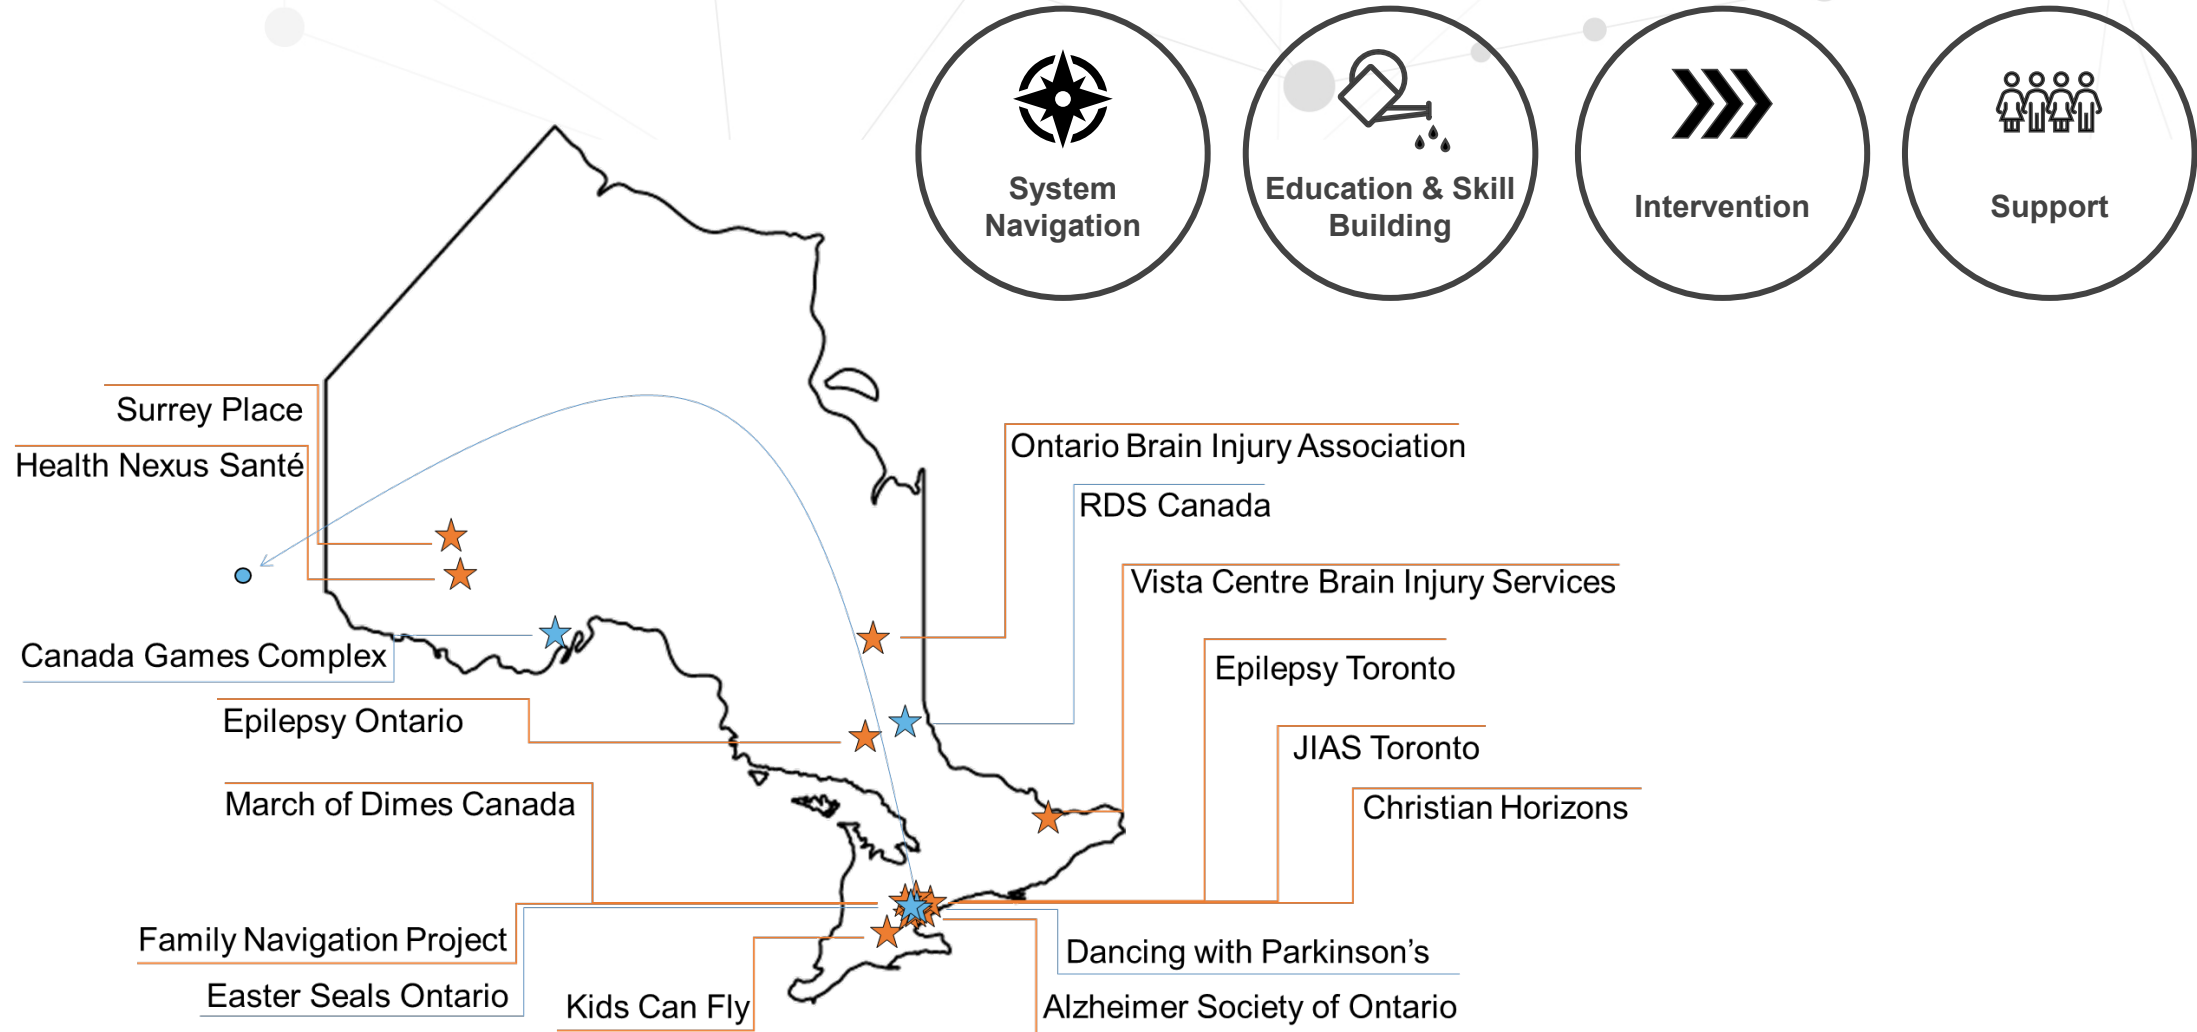 System
Navigation
Education & Skill
Building
Intervention
Support
Surrey Place
Health Nexus Santé
Canada Games Complex
Epilepsy Ontario
March of Dimes Canada
Family Navigation Project
Easter Seals Ontario
Kids Can Fly
Ontario Brain Injury Association
RDS Canada
Vista Centre Brain Injury Services
Epilepsy Toronto
JIAS Toronto
Christian Horizons
Dancing with Parkinson’s
Alzheimer Society of Ontario